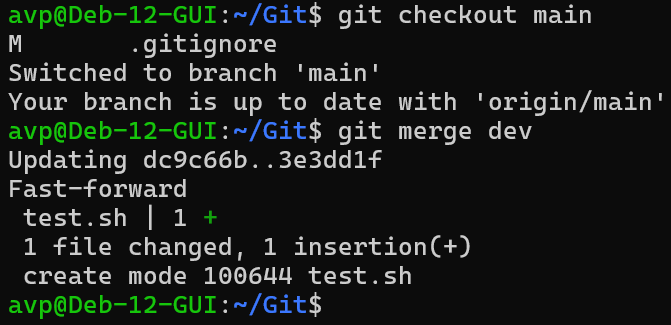 avp@Deb-12-GUI:~/Git$ git checkout main
M       .gitignore
Switched to branch 'main'
Your branch is up to date with 'origin/main'
avp@Deb-12-GUI:~/Git$ git merge dev
Updating dc9c66b..3e3dd1f
Fast-forward
 test.sh | 1 +
 1 file changed, 1 insertion(+)
 create mode 100644 test.sh
avp@Deb-12-GUI:~/Git$